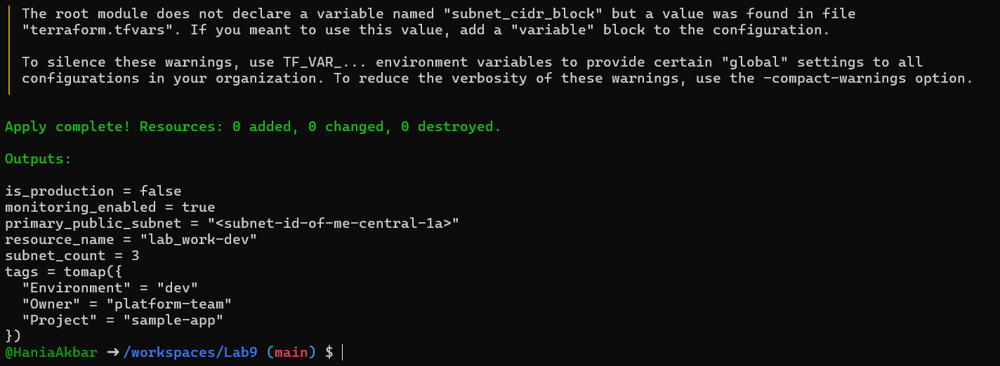 The root module does not declare a variable named "subnet_cidr_block" but a value was found in file
"terraform.tfvars". If you meant to use this value, add a "variable" block to the configuration.
To silence these warnings, use TF_VAR_... environment variables to provide certain "global" settings to all
configurations in your organization. To reduce the verbosity of these warnings, use the -compact-warnings option.
Apply complete! Resources: 0 added, 0 changed, 0 destroyed.
Outputs:
is_production = false
monitoring_enabled = true
primary_public_subnet = "<subnet-id-of-me-central-1a>"
resource_name = "lab_work-dev"
subnet_count = 3
tags = tomap({
  "Environment" = "dev"
  "Owner" = "platform-team"
  "Project" = "sample-app"
})
@HaniaAkbar ➜ /workspaces/Lab9 (main) $